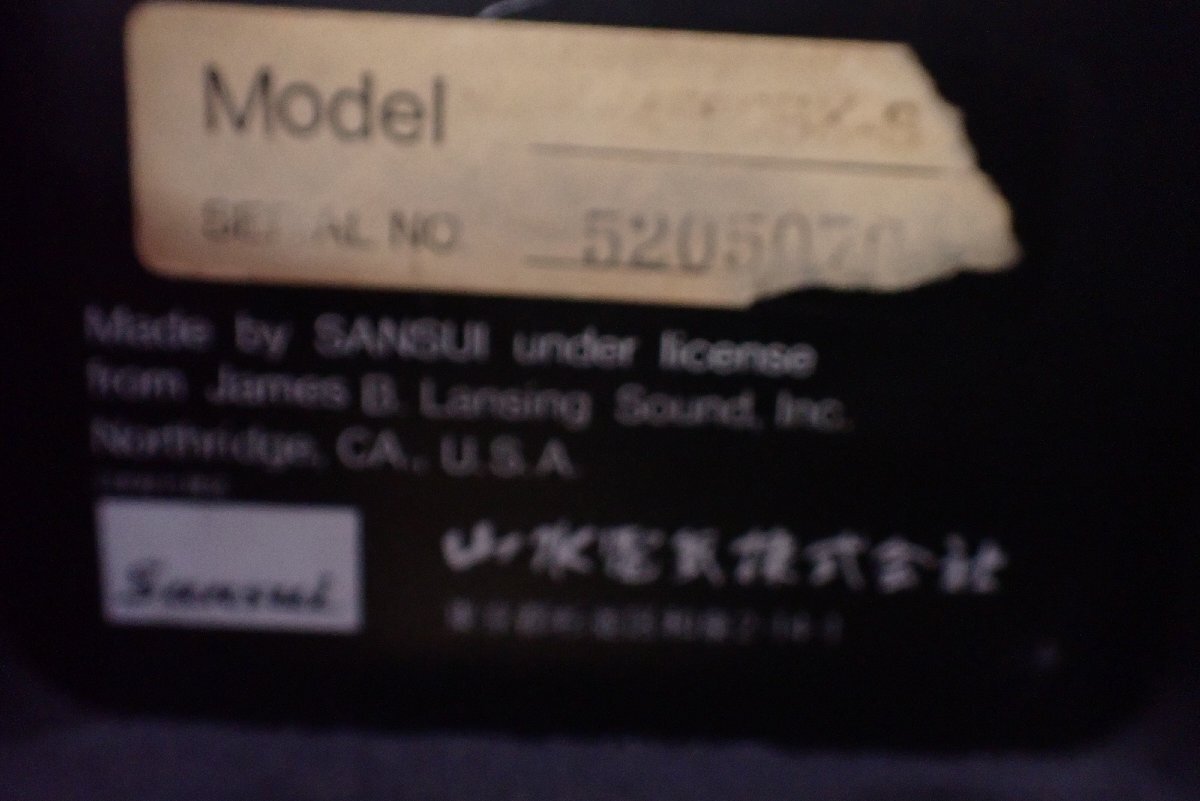 Model
SERIAL NO. 5205070
Made by SANSUI under license
from James B. Lansing Sound, Inc.
Northridge, CA., U.S.A.
Sansui
山水電気株式会社